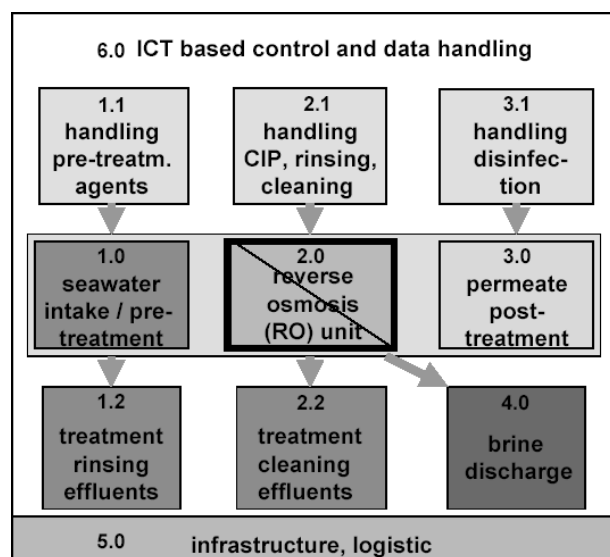 6.0 ICT based control and data handling
1.1
handling
pre-treatm.
agents
2.1
handling
CIP, rinsing,
cleaning
3.1
handling
disinfec-
tion
1.0
seawater
intake / pre-
treatment
2.0
reverse
osmosis
(RO) unit
3.0
permeate
post-
treatment
1.2
treatment
rinsing
effluents
2.2
treatment
cleaning
effluents
4.0
brine
discharge
5.0 infrastructure, logistic